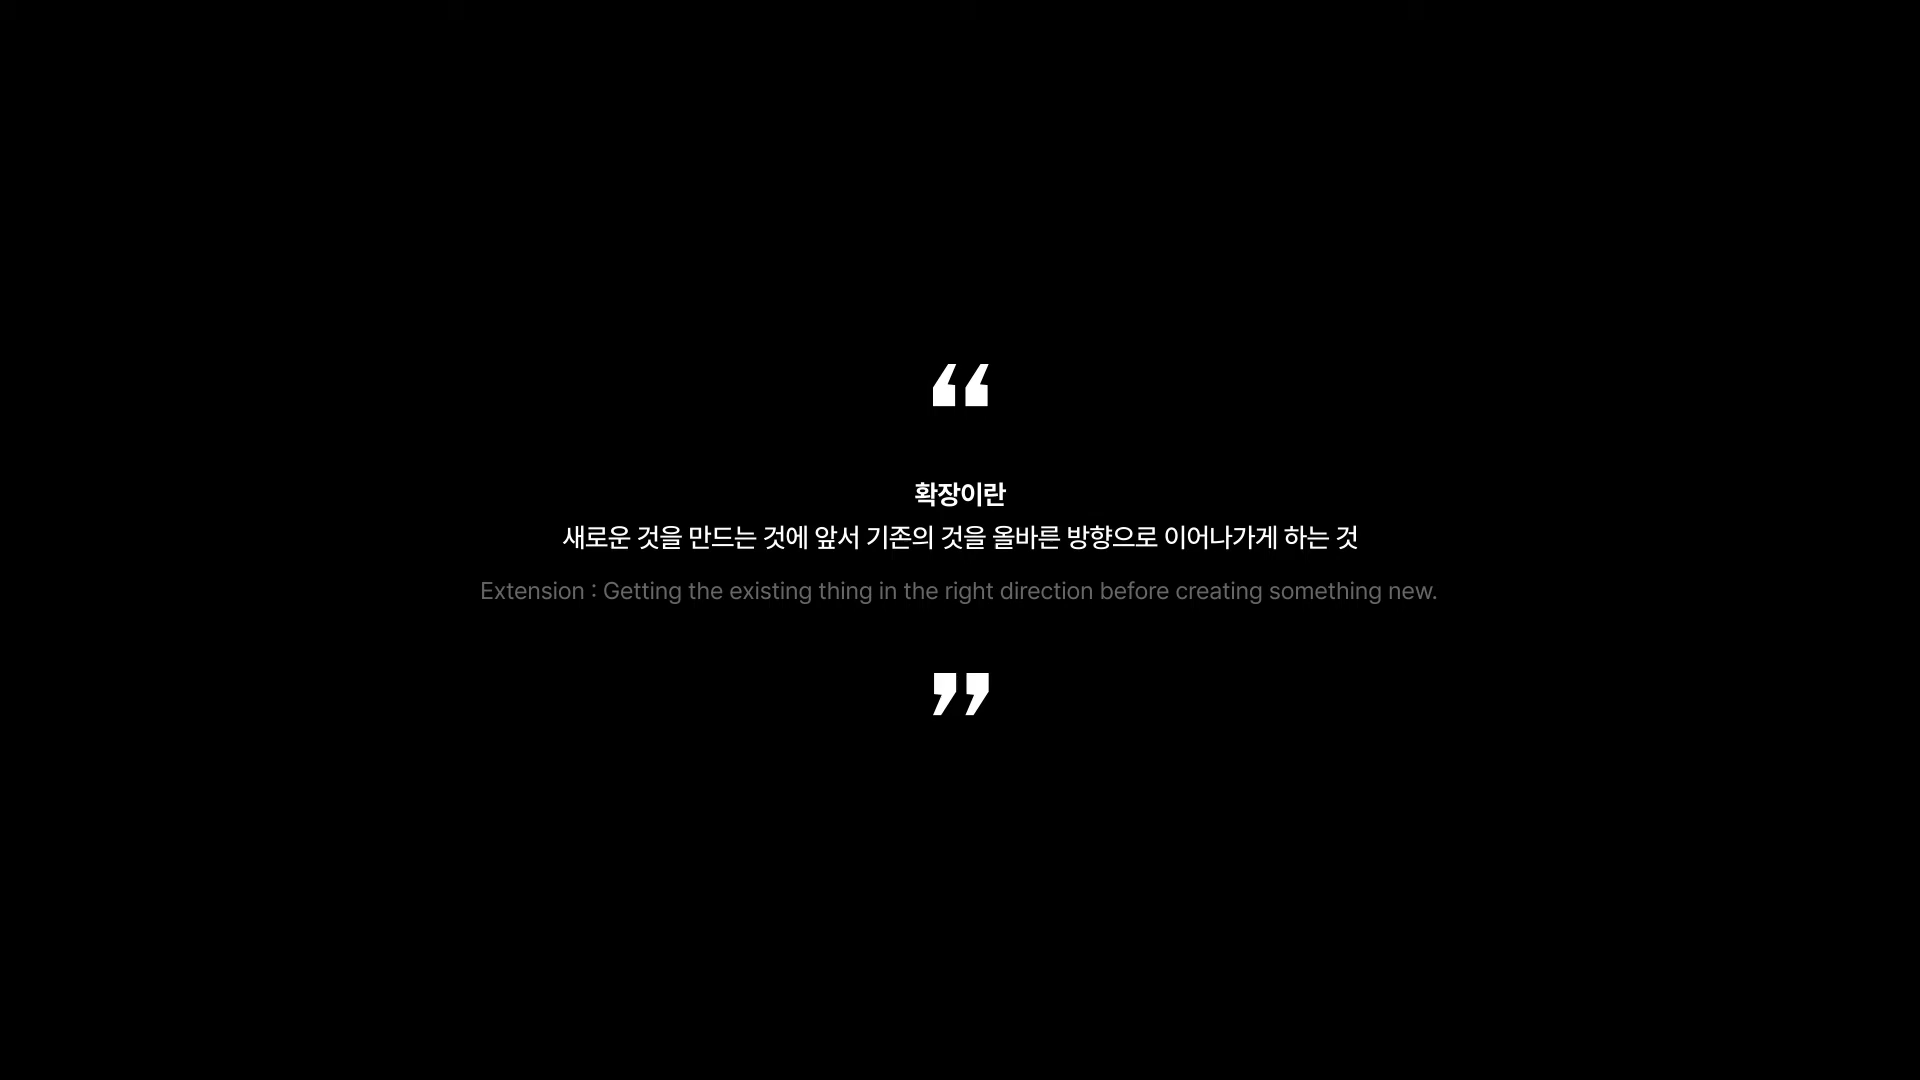 “
확장이란
새로운 것을 만드는 것에 앞서 기존의 것을 올바른 방향으로 이어나가게 하는 것
Extension : Getting the existing thing in the right direction before creating something new.
”